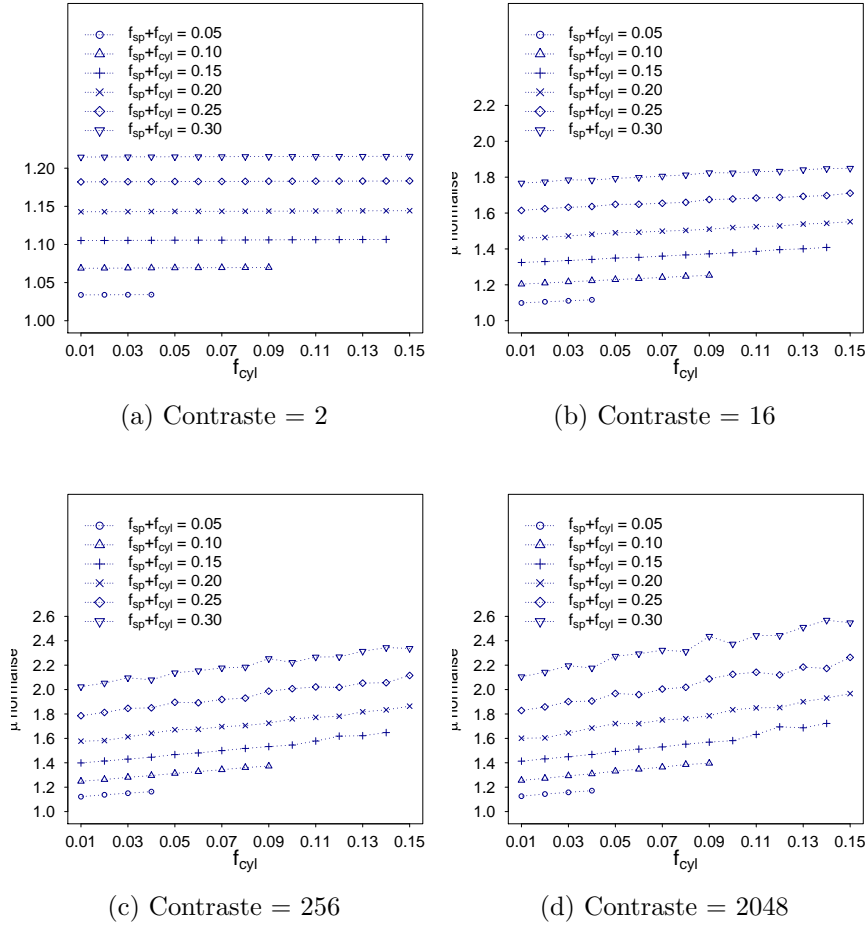 f_sp+f_cyl = 0.05
f_sp+f_cyl = 0.10
f_sp+f_cyl = 0.15
f_sp+f_cyl = 0.20
f_sp+f_cyl = 0.25
f_sp+f_cyl = 0.30
1.20
1.15
1.10
1.05
1.00
0.01 0.03 0.05 0.07 0.09 0.11 0.13 0.15
f_cyl
(a) Contraste = 2
f_sp+f_cyl = 0.05
f_sp+f_cyl = 0.10
f_sp+f_cyl = 0.15
f_sp+f_cyl = 0.20
f_sp+f_cyl = 0.25
f_sp+f_cyl = 0.30
2.2
2.0
1.8
1.6
1.4
1.2
1.0
μ normalise
0.01 0.03 0.05 0.07 0.09 0.11 0.13 0.15
f_cyl
(b) Contraste = 16
f_sp+f_cyl = 0.05
f_sp+f_cyl = 0.10
f_sp+f_cyl = 0.15
f_sp+f_cyl = 0.20
f_sp+f_cyl = 0.25
f_sp+f_cyl = 0.30
2.6
2.4
2.2
2.0
1.8
1.6
1.4
1.2
1.0
μ normalise
0.01 0.03 0.05 0.07 0.09 0.11 0.13 0.15
f_cyl
(c) Contraste = 256
f_sp+f_cyl = 0.05
f_sp+f_cyl = 0.10
f_sp+f_cyl = 0.15
f_sp+f_cyl = 0.20
f_sp+f_cyl = 0.25
f_sp+f_cyl = 0.30
2.6
2.4
2.2
2.0
1.8
1.6
1.4
1.2
1.0
μ normalise
0.01 0.03 0.05 0.07 0.09 0.11 0.13 0.15
f_cyl
(d) Contraste = 2048